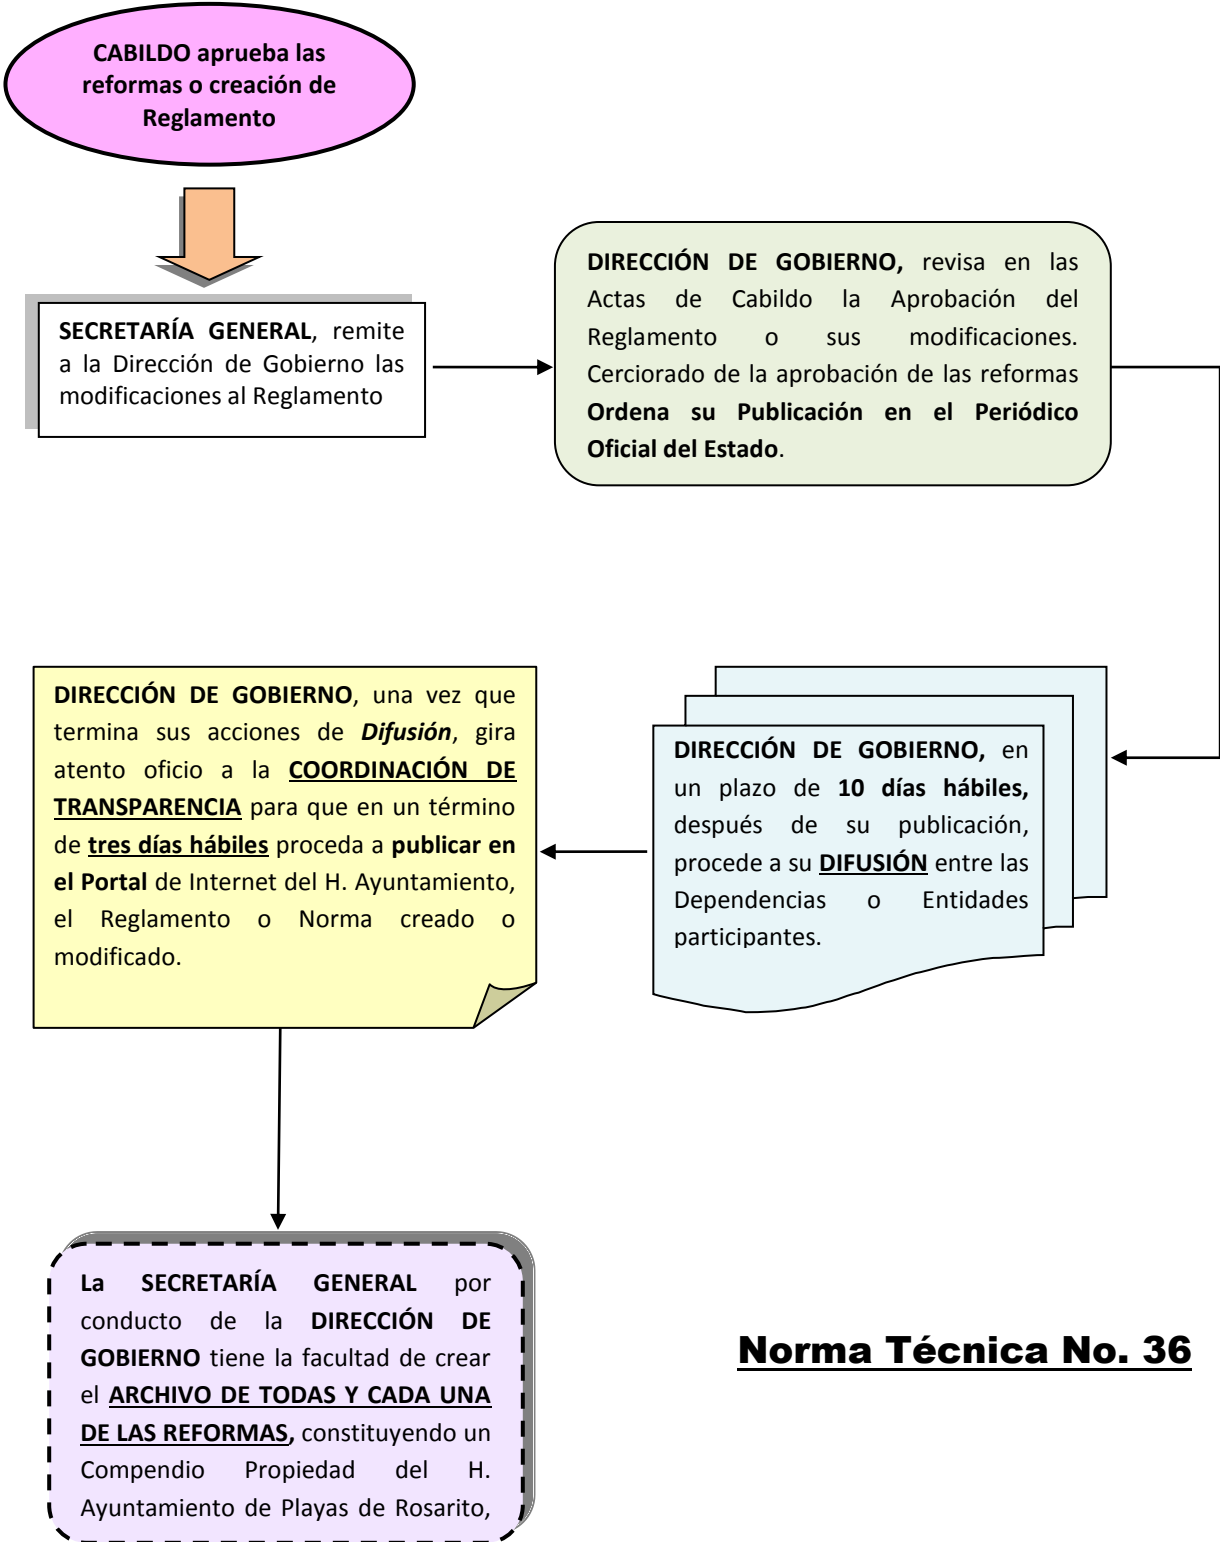 CABILDO aprueba las
reformas o creación de
Reglamento
SECRETARÍA GENERAL, remite
a la Dirección de Gobierno las
modificaciones al Reglamento
DIRECCIÓN DE GOBIERNO, revisa en las
Actas de Cabildo la Aprobación del
Reglamento o sus modificaciones.
Cerciorado de la aprobación de las reformas
Ordena su Publicación en el Periódico
Oficial del Estado.
DIRECCIÓN DE GOBIERNO, en
un plazo de 10 días hábiles,
después de su publicación,
procede a su DIFUSIÓN entre las
Dependencias o Entidades
participantes.
DIRECCIÓN DE GOBIERNO, una vez que
termina sus acciones de Difusión, gira
atento oficio a la COORDINACIÓN DE
TRANSPARENCIA para que en un término
de tres días hábiles proceda a publicar en
el Portal de Internet del H. Ayuntamiento,
el Reglamento o Norma creado o
modificado.
La SECRETARÍA GENERAL por
conducto de la DIRECCIÓN DE
GOBIERNO tiene la facultad de crear
el ARCHIVO DE TODAS Y CADA UNA
DE LAS REFORMAS, constituyendo un
Compendio Propiedad del H.
Ayuntamiento de Playas de Rosarito,
Norma Técnica No. 36